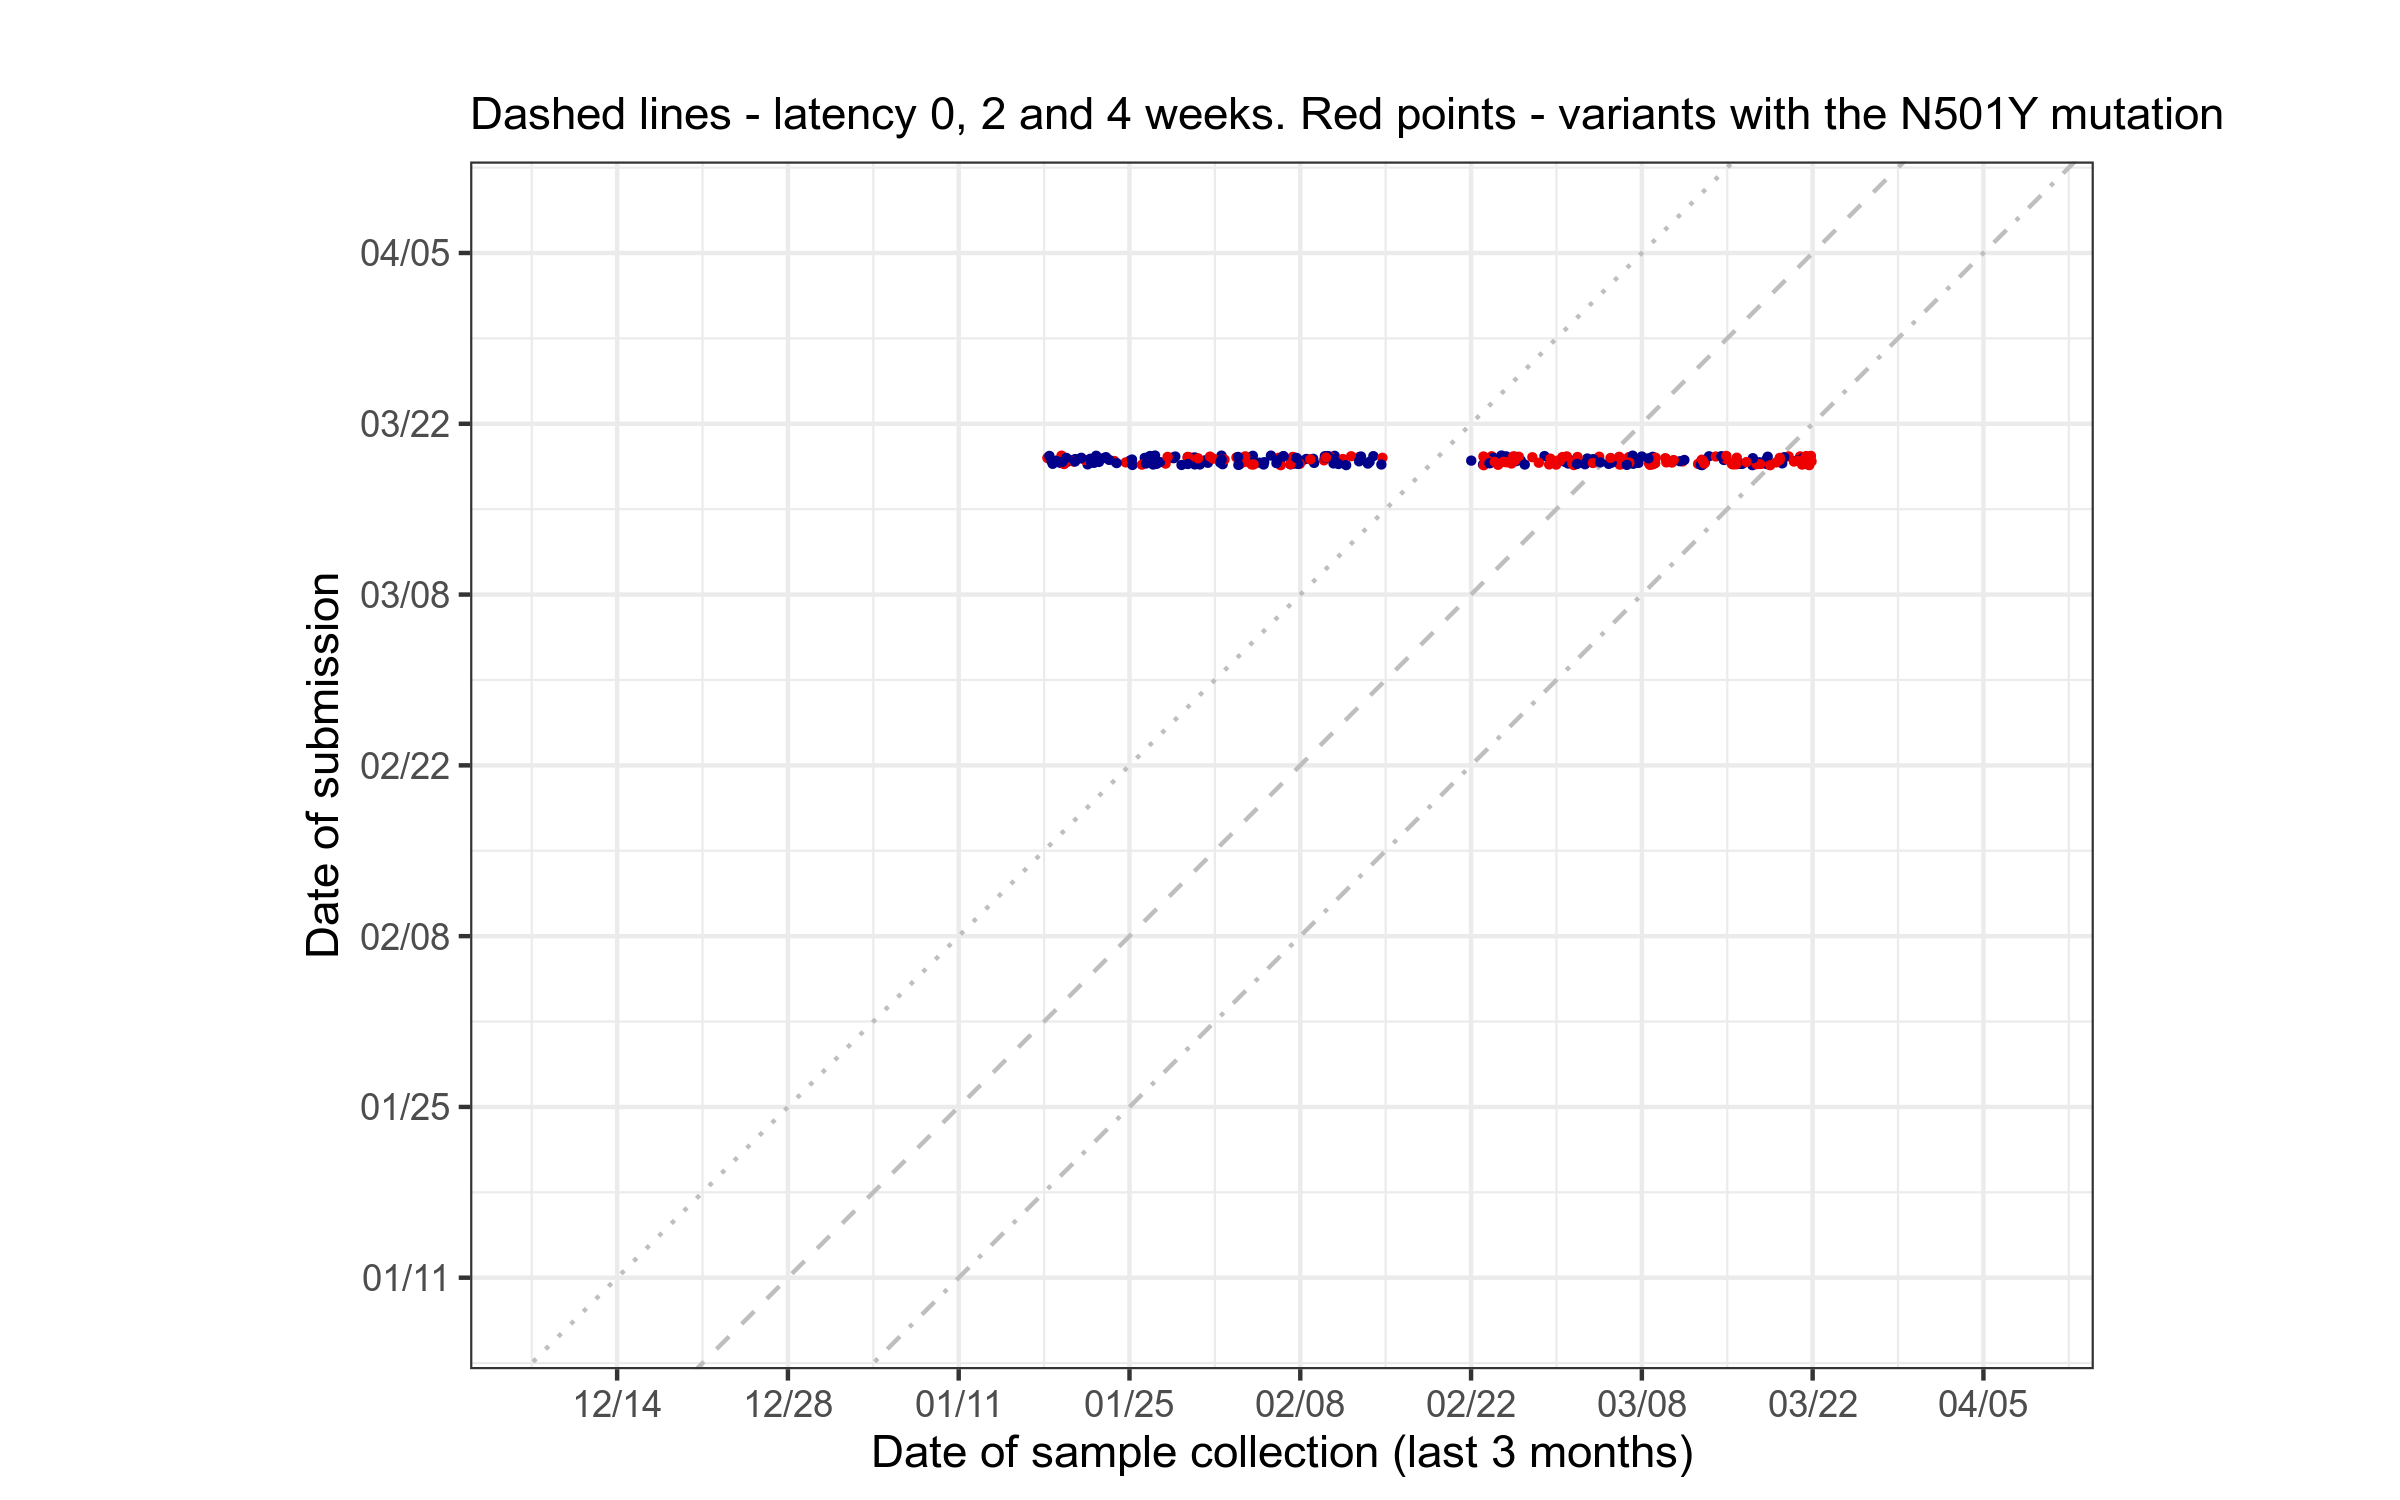 Dashed lines - latency 0, 2 and 4 weeks. Red points - variants with the N501Y mutation
Date of submission
04/05
03/22
03/08
02/22
02/08
01/25
01/11
12/14 12/28 01/11 01/25 02/08 02/22 03/08 03/22 04/05
Date of sample collection (last 3 months)